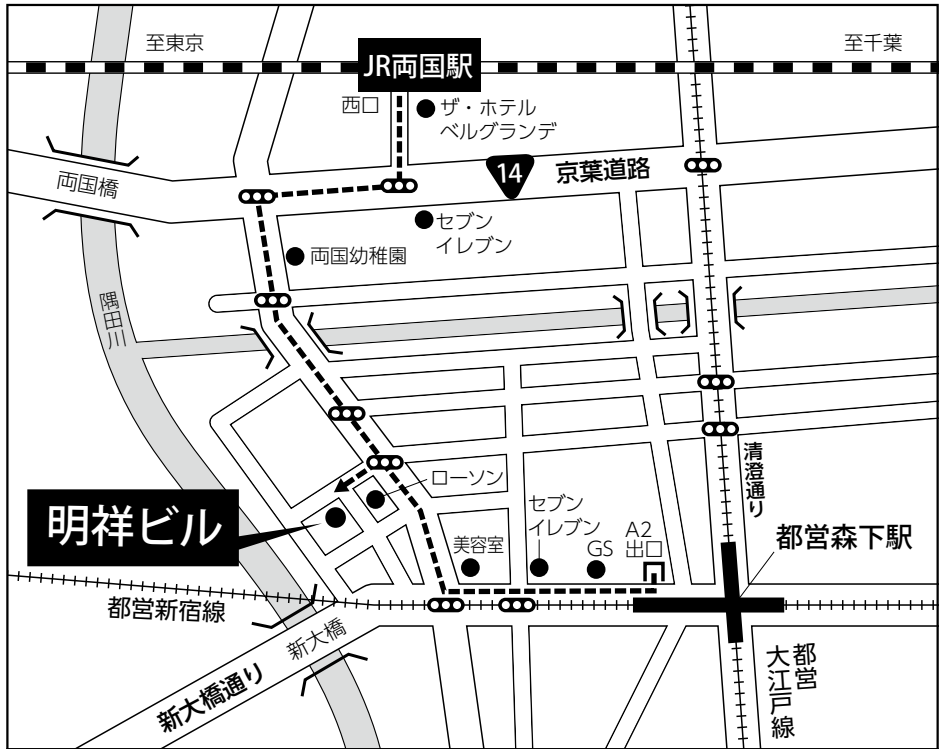 至東京
至千葉
JR両国駅
西口
ザ・ホテル
ベルグランデ
14
京葉道路
両国橋
セブン
イレブン
両国幼稚園
隅田川
清澄通り
ローソン
明祥ビル
セブン
イレブン
A2
出口
美容室
GS
都営森下駅
都営新宿線
新大橋
新大橋通り
都営
大江戸線